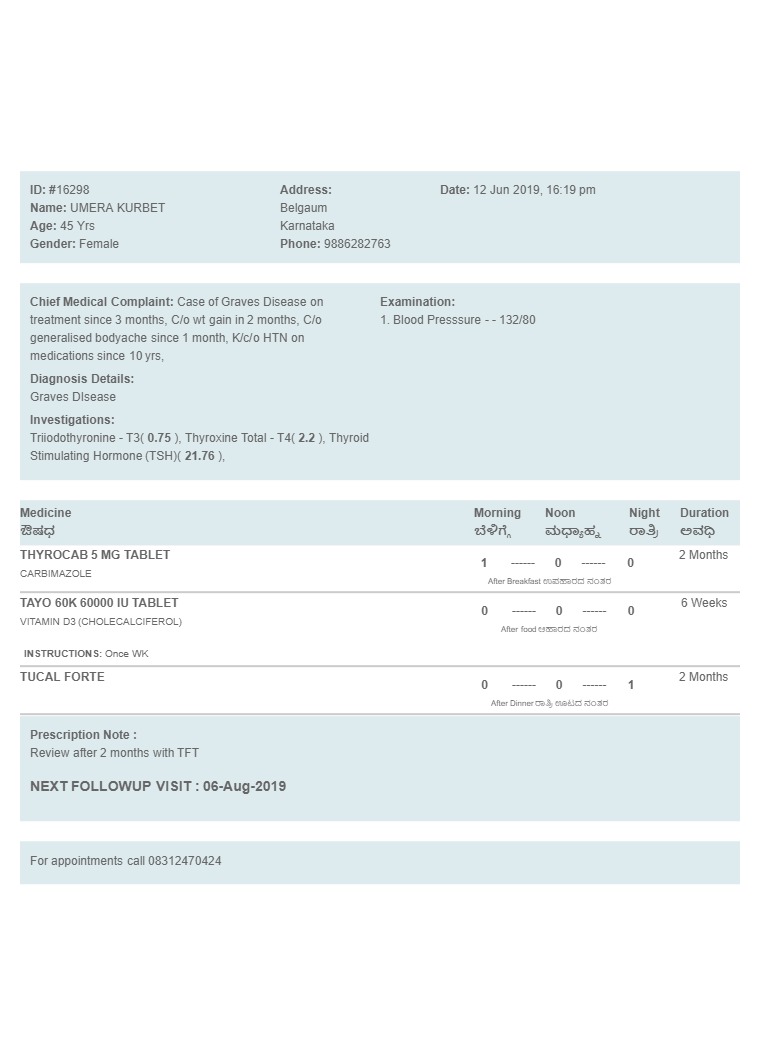 ID: #16298
Name: UMERA KURBET
Age: 45 Yrs
Gender: Female
Address:
Belgaum
Karnataka
Phone: 9886282763
Date: 12 Jun 2019, 16:19 pm
Chief Medical Complaint: Case of Graves Disease on
treatment since 3 months, C/o wt gain in 2 months, C/o
generalised bodyache since 1 month, K/c/o HTN on
medications since 10 yrs,
Diagnosis Details:
Graves DIsease
Investigations:
Triiodothyronine - T3( 0.75 ), Thyroxine Total - T4( 2.2 ), Thyroid
Stimulating Hormone (TSH)( 21.76 ),
Examination:
1. Blood Presssure - - 132/80
Medicine Morning Noon Night Duration
ಔಷಧ ಬೆಳಿಗ್ಗೆ ಮಧ್ಯಾಹ್ನ ರಾತ್ರಿ ಅವಧಿ
THYROCAB 5 MG TABLET 1 ------ 0 ------ 0 2 Months
CARBIMAZOLE After Breakfast ಉಪಹಾರದ ನಂತರ
TAYO 60K 60000 IU TABLET 0 ------ 0 ------ 0 6 Weeks
VITAMIN D3 (CHOLECALCIFEROL) After food ಆಹಾರದ ನಂತರ
INSTRUCTIONS: Once WK
TUCAL FORTE 0 ------ 0 ------ 1 2 Months
After Dinner ರಾತ್ರಿ ಊಟದ ನಂತರ
Prescription Note :
Review after 2 months with TFT
NEXT FOLLOWUP VISIT : 06-Aug-2019
For appointments call 08312470424